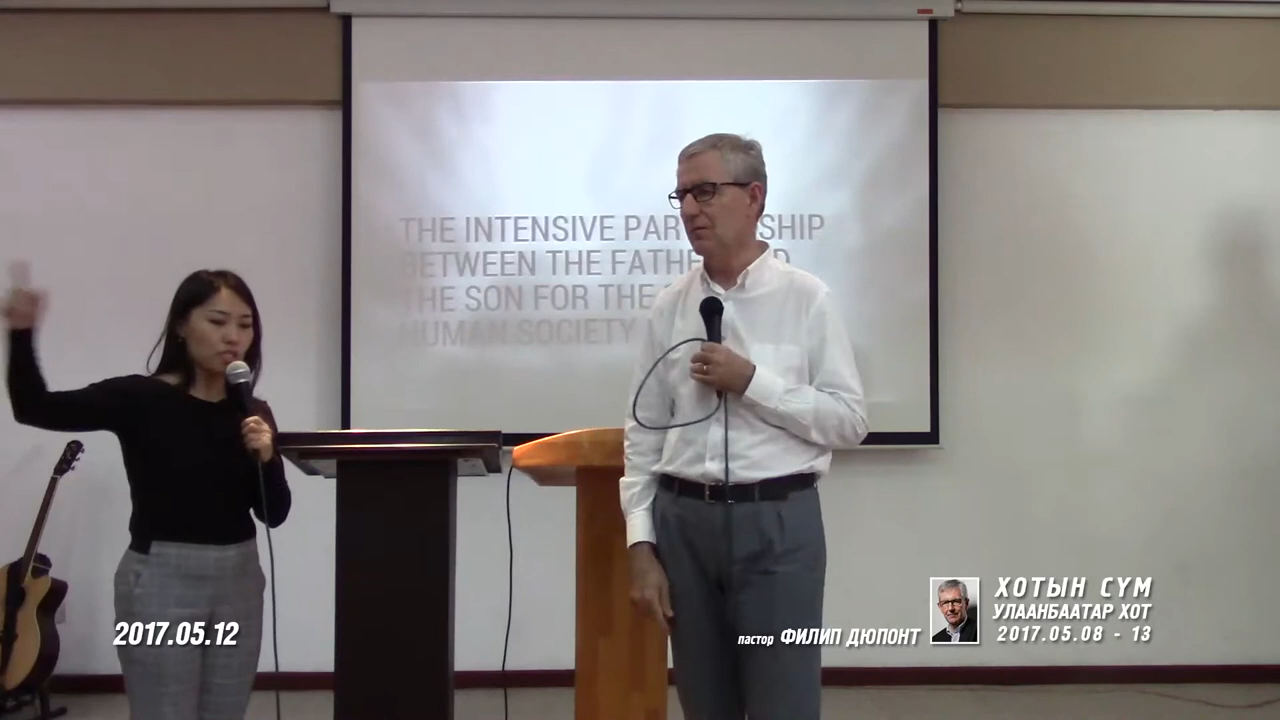 THE INTENSIVE PAR SHIP
BETWEEN THE FATHE
THE SON FOR THE
HUMAN SOCIETY
2017.05.12
пастор ФИЛИП ДЮПОНТ
ХОТЫН СҮМ
УЛААНБААТАР ХОТ
2017.05.08 - 13